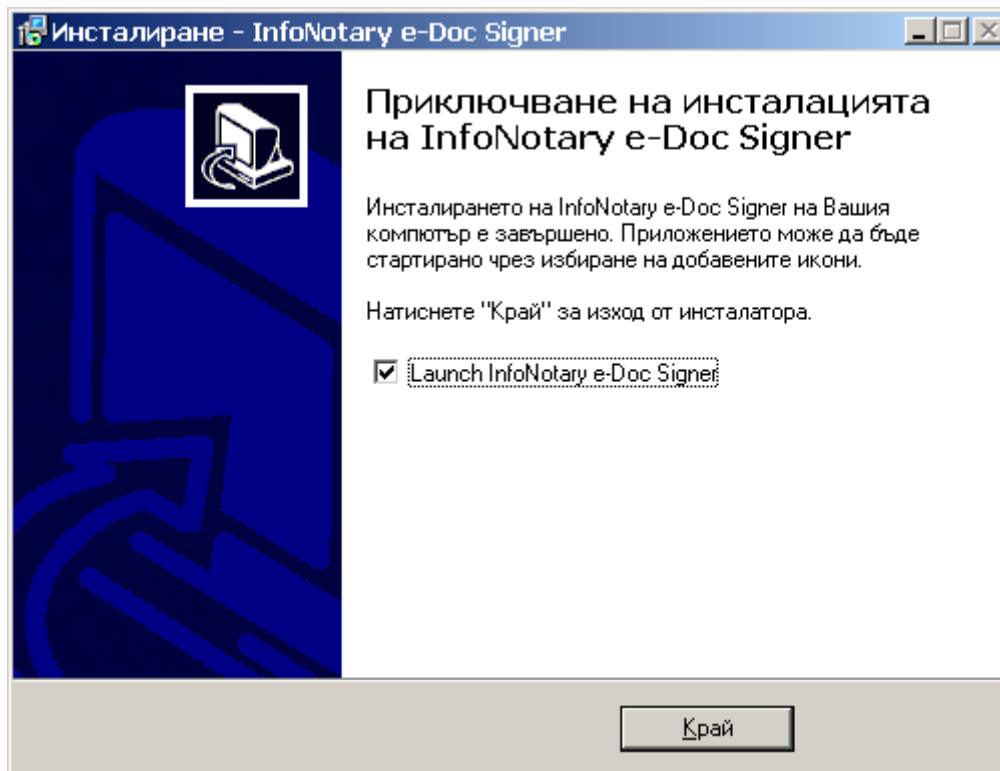 Инсталиране - InfoNotary e-Doc Signer
Приключване на инсталацията
на InfoNotary e-Doc Signer
Инсталирането на InfoNotary e-Doc Signer на Вашия
компютър е завършено. Приложението може да бъде
стартирано чрез избиране на добавените икони.
Натиснете "Край" за изход от инсталатора.
Launch InfoNotary e-Doc Signer
Край